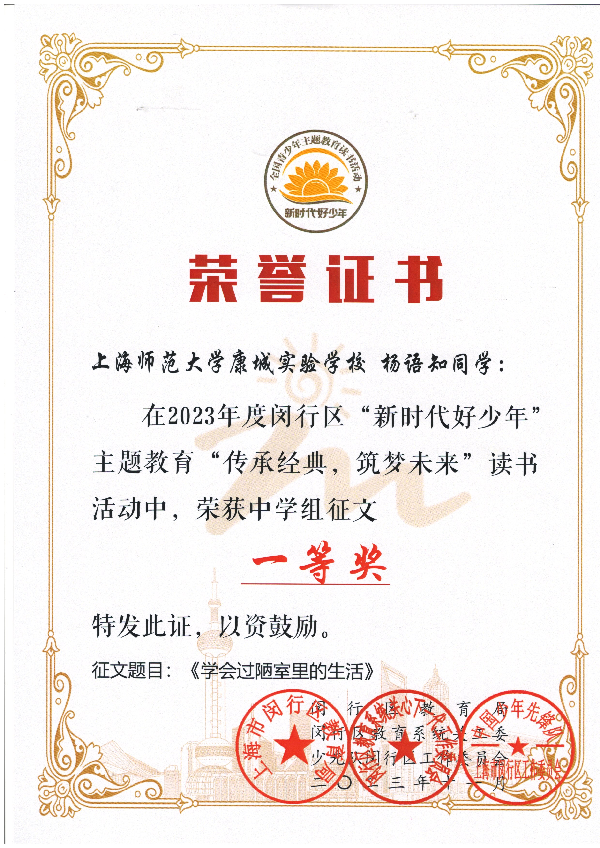 全国青少年主题教育读书活动
新时代好少年
荣誉证书
上海师范大学康城实验学校 杨语知同学：
在2023年度闵行区“新时代好少年”
主题教育“传承经典，筑梦未来”读书
活动中，荣获中学组征文
一等奖
特发此证，以资鼓励。
征文题目：《学会过陋室里的生活》
闵行区教育局
闵行区教育系统关工委
少先队闵行区工作委员会
二〇二三年十一月
上海市闵行区教育局